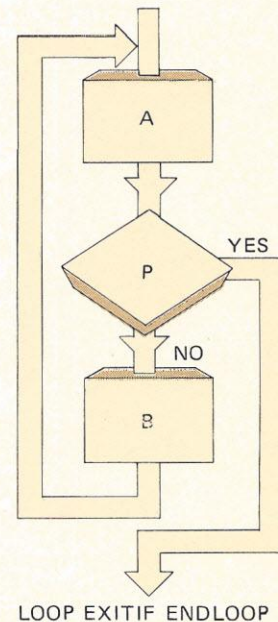 A
YES
P
NO
B
LOOP EXITIF ENDLOOP